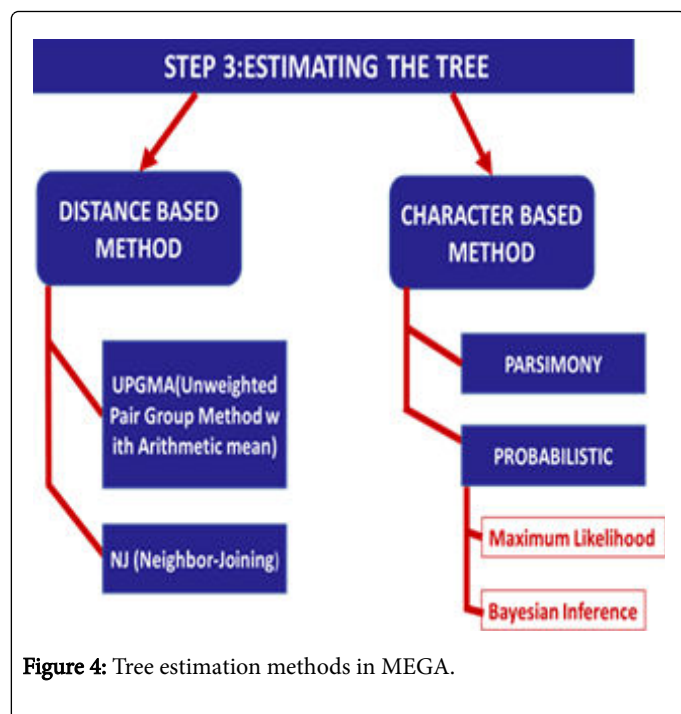 STEP 3:ESTIMATING THE TREE
DISTANCE BASED
METHOD
UPGMA(Unweighted
Pair Group Method w
ith Arithmetic mean)
NJ (Neighbor-Joining)
CHARACTER BASED
METHOD
PARSIMONY
PROBABILISTIC
Maximum Likelihood
Bayesian Inference
Figure 4: Tree estimation methods in MEGA.